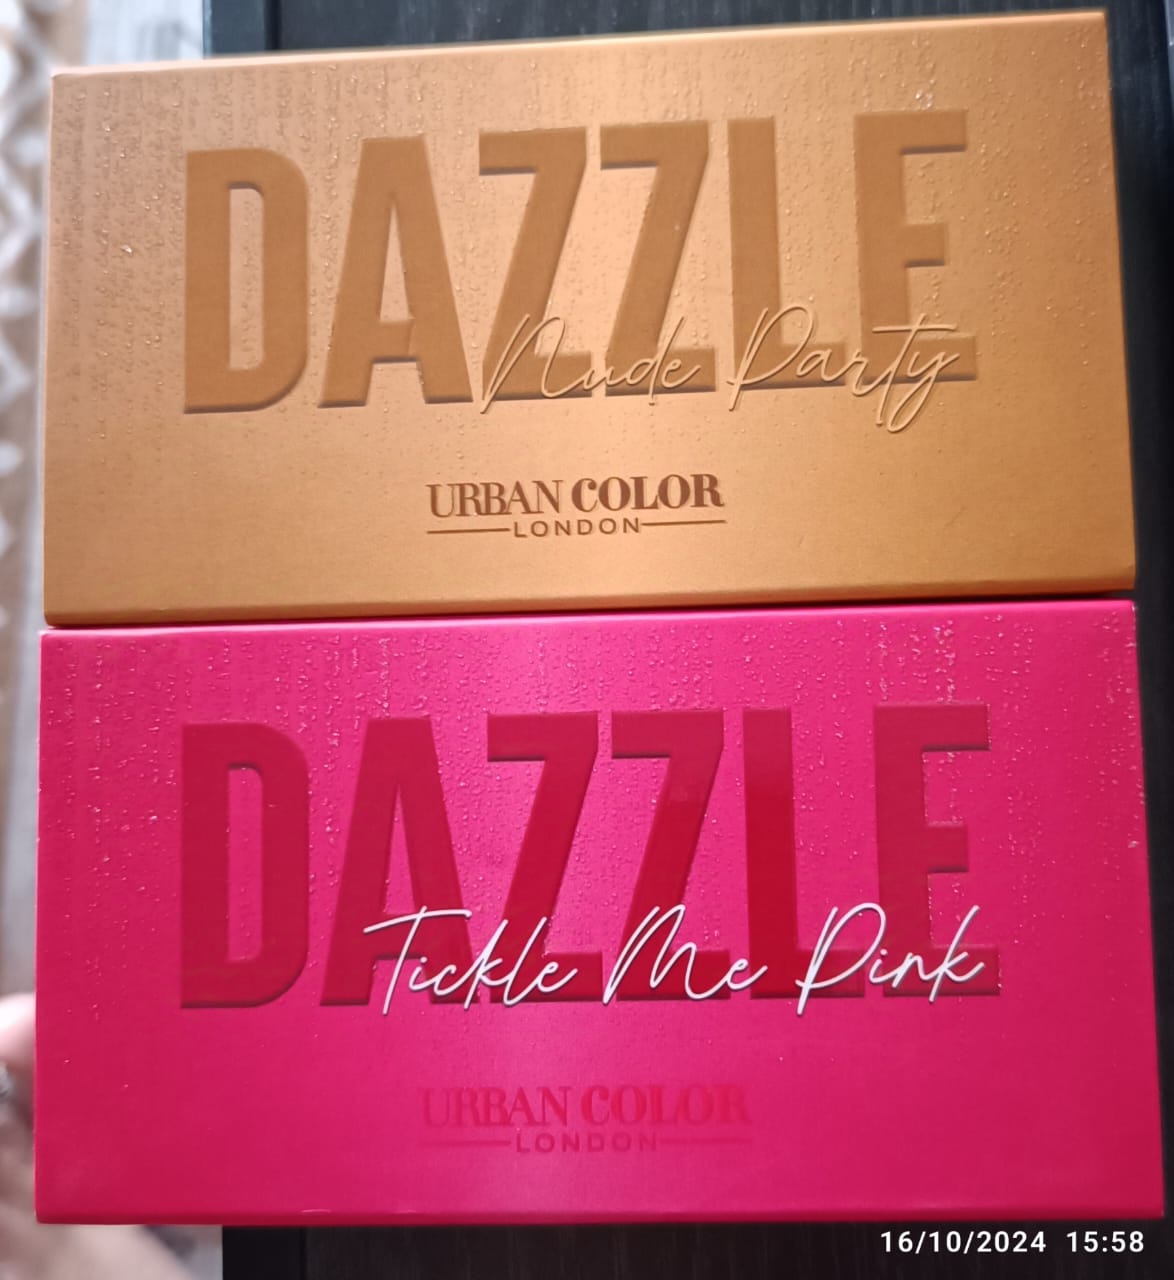 DAZZLE
Nude Party
URBAN COLOR
LONDON
DAZZLE
Tickle Me Pink
URBAN COLOR
LONDON
16/10/2024 15:58